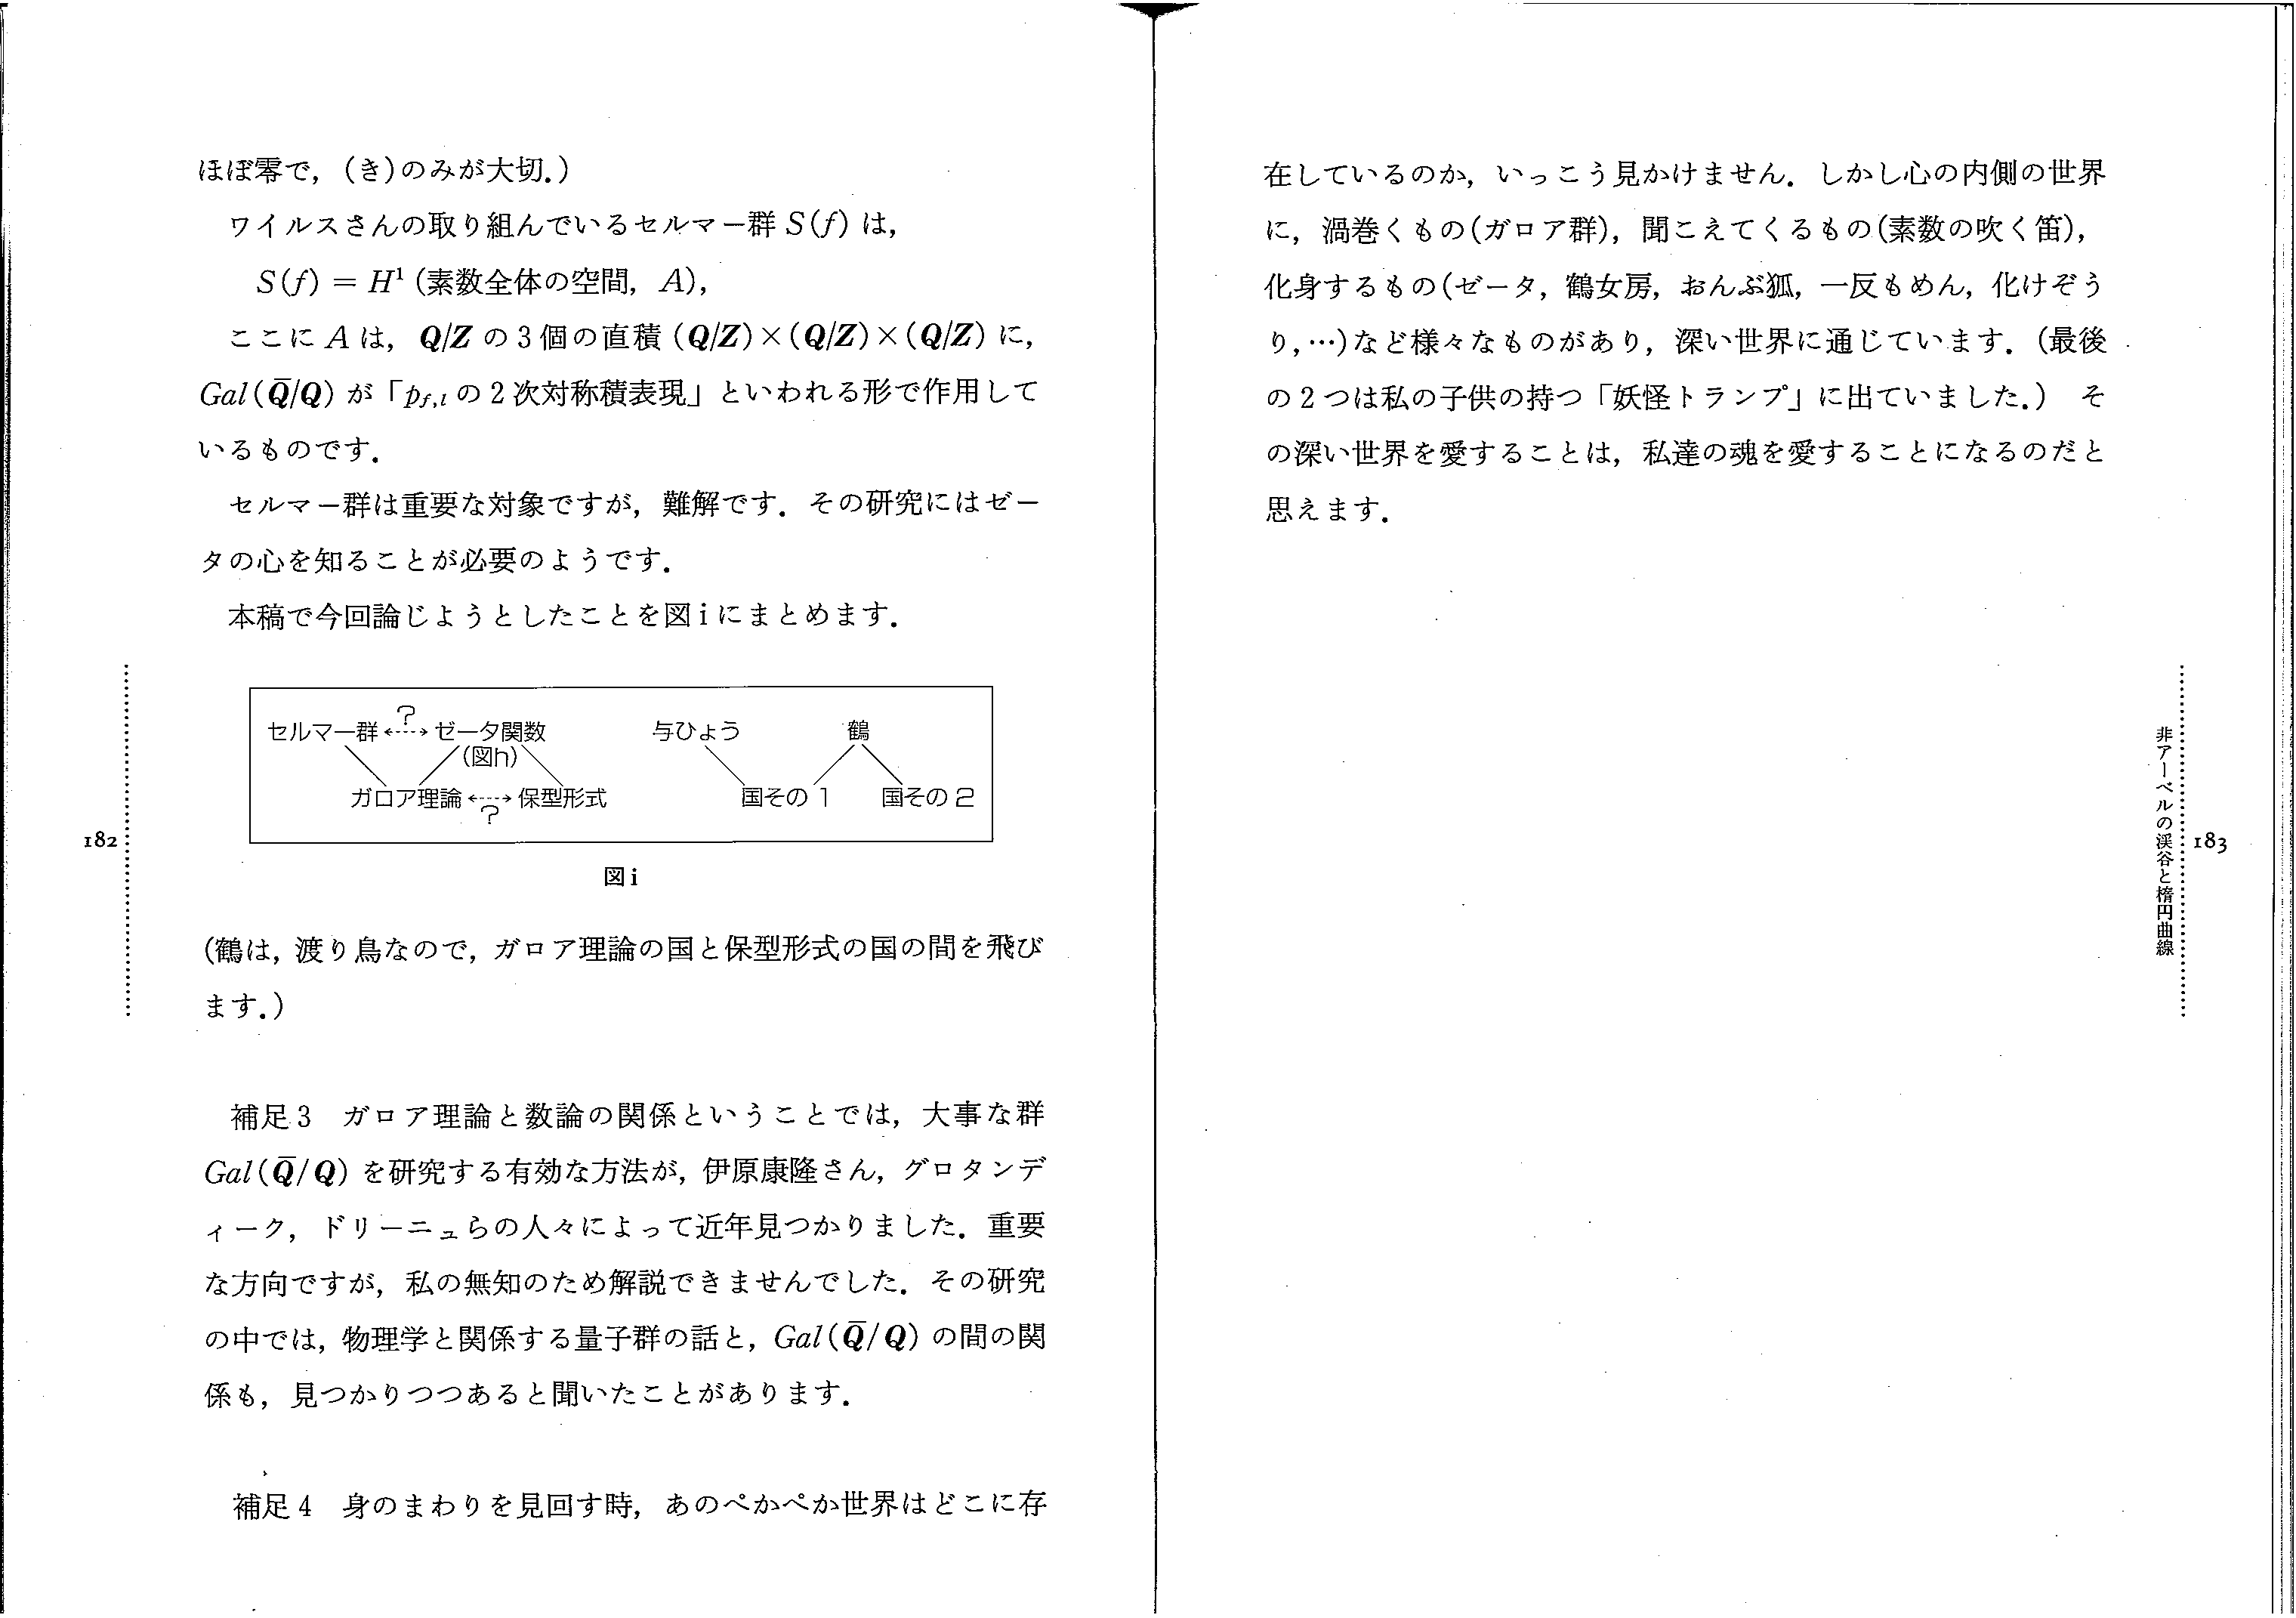 ほぼ零で，(き)のみが大切．)
ワイルスさんの取り組んでいるセルマー群 S(f) は，
S(f) = H¹ (素数全体の空間，A)，
ここに A は，Q/Z の 3 個の直積 (Q/Z)×(Q/Z)×(Q/Z) に，
Gal(Q̄/Q) が「p_{f,l} の 2 次対称積表現」といわれる形で作用して
いるものです．
セルマー群は重要な対象ですが，難解です．その研究にはゼー
タの心を知ることが必要のようです．
本稿で今回論じようとしたことを図 i にまとめます．
セルマー群 ?⇠⇢ ゼータ関数 与ひょう 鶴
(図h)
ガロア理論 ⇠⇢? 保型形式 国その 1 国その 2
図 i
(鶴は，渡り鳥なので，ガロア理論の国と保型形式の国の間を飛び
ます．)
補足 3 ガロア理論と数論の関係ということでは，大事な群
Gal(Q̄/Q) を研究する有効な方法が，伊原康隆さん，グロタンデ
ィーク，ドリーニュらの人々によって近年見つかりました．重要
な方向ですが，私の無知のため解説できませんでした．その研究
の中では，物理学と関係する量子群の話と，Gal(Q̄/Q) の間の関
係も，見つかりつつあると聞いたことがあります．
補足 4 身のまわりを見回す時，あのぺかぺか世界はどこに存
182
在しているのか，いっこう見かけません．しかし心の内側の世界
に，渦巻くもの(ガロア群)，聞こえてくるもの(素数の吹く笛)，
化身するもの(ゼータ，鶴女房，おんぶ狐，一反もめん，化けぞう
り，…)など様々なものがあり，深い世界に通じています．(最後
の 2 つは私の子供の持つ「妖怪トランプ」に出ていました．) そ
の深い世界を愛することは，私達の魂を愛することになるのだと
思えます．
非アーベルの渓谷と楕円曲線
183